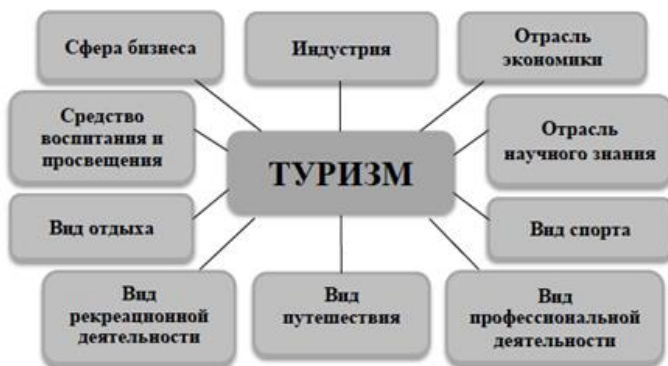 Сфера бизнеса
Индустрия
Отрасль
экономики
Средство
воспитания и
просвещения
ТУРИЗМ
Отрасль
научного знания
Вид отдыха
Вид спорта
Вид
рекреационной
деятельности
Вид
путешествия
Вид
профессиональной
деятельности